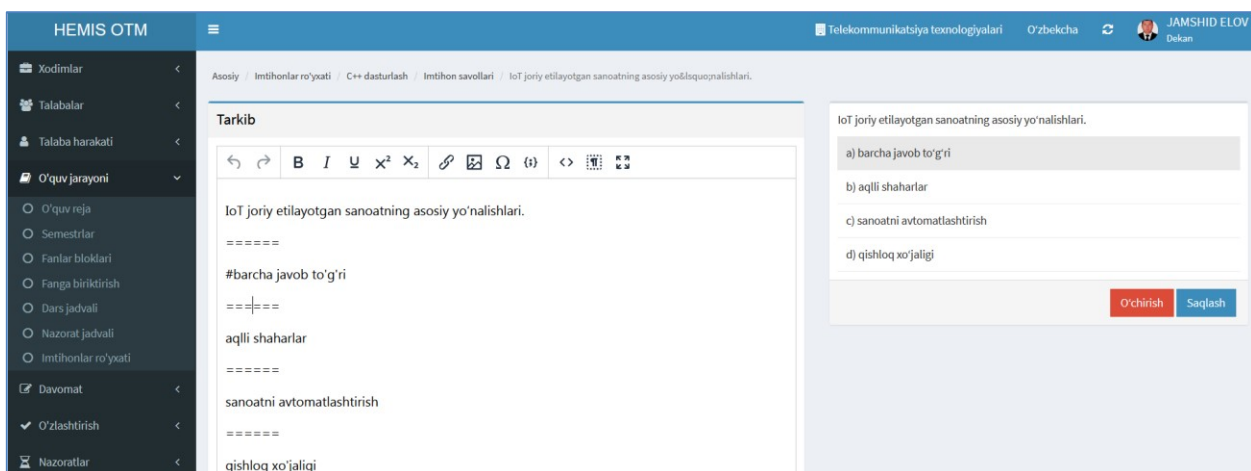 HEMIS OTM
Telekommunikatsiya texnologiyalari
O'zbekcha
JAMSHID ELOV
Dekan
Xodimlar
Talabalar
Talaba harakati
O'quv jarayoni
O'quv reja
Semestrlar
Fanlar bloklari
Fanga biriktirish
Dars jadvali
Nazorat jadvali
Imtihonlar ro'yxati
Davomat
O'zlashtirish
Nazoratlar
Asosiy / Imtihonlar ro'yxati / C++ dasturlash / Imtihon savollari / IoT joriy etilayotgan sanoatning asosiy yo&lsquo;nalishlari.
Tarkib
B I U X² X₂ Ω {;} <> ¶
IoT joriy etilayotgan sanoatning asosiy yo‘nalishlari.
======
#barcha javob to'g'ri
======
aqlli shaharlar
======
sanoatni avtomatlashtirish
======
qishloq xo'jaligi
IoT joriy etilayotgan sanoatning asosiy yo‘nalishlari.
a) barcha javob to'g'ri
b) aqlli shaharlar
c) sanoatni avtomatlashtirish
d) qishloq xo'jaligi
O'chirish
Saqlash